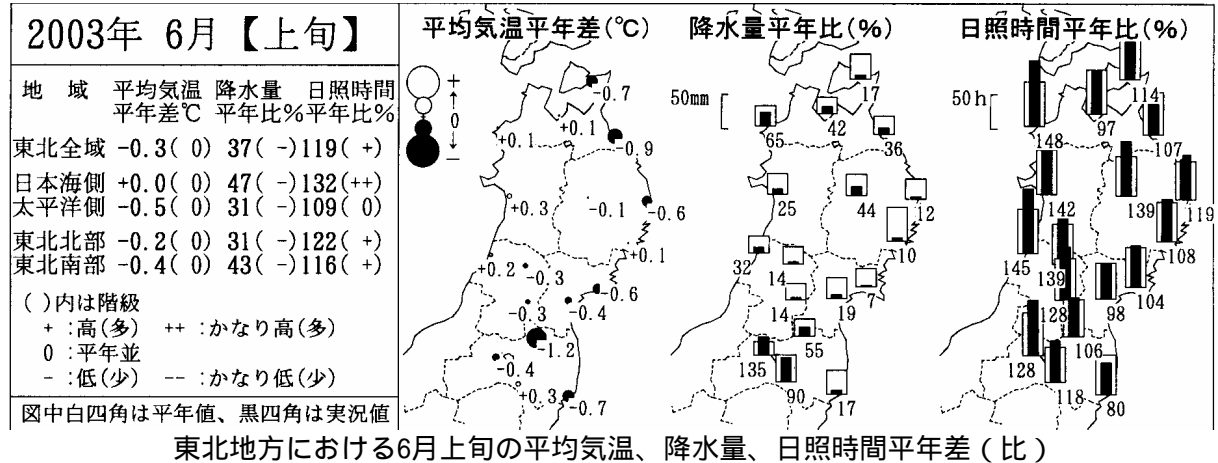 2003年 6月【上旬】
地 域 平均気温 降水量 日照時間
平年差℃ 平年比% 平年比%
東北全域 -0.3( 0) 37( -)119( +)
日本海側 +0.0( 0) 47( -)132(++)
太平洋側 -0.5( 0) 31( -)109( 0)
東北北部 -0.2( 0) 31( -)122( +)
東北南部 -0.4( 0) 43( -)116( +)
( )内は階級
+ :高(多) ++ :かなり高(多)
0 :平年並
- :低(少) -- :かなり低(少)
図中白四角は平年値、黒四角は実況値
平均気温平年差(℃)
+
↑
0
↓
-
-0.7
+0.1
+0.1
-0.9
+0.3
-0.1
-0.6
+0.1
+0.2
-0.3
-0.6
-0.3
-0.4
-1.2
-0.4
+0.3
-0.7
降水量平年比(%)
50mm
17
65
42
36
25
44
12
10
32
14
7
14
19
55
135
90
17
日照時間平年比(%)
50h
114
97
148
107
142
139
119
145
139
108
104
128
98
106
128
118
80
東北地方における6月上旬の平均気温、降水量、日照時間平年差(比)